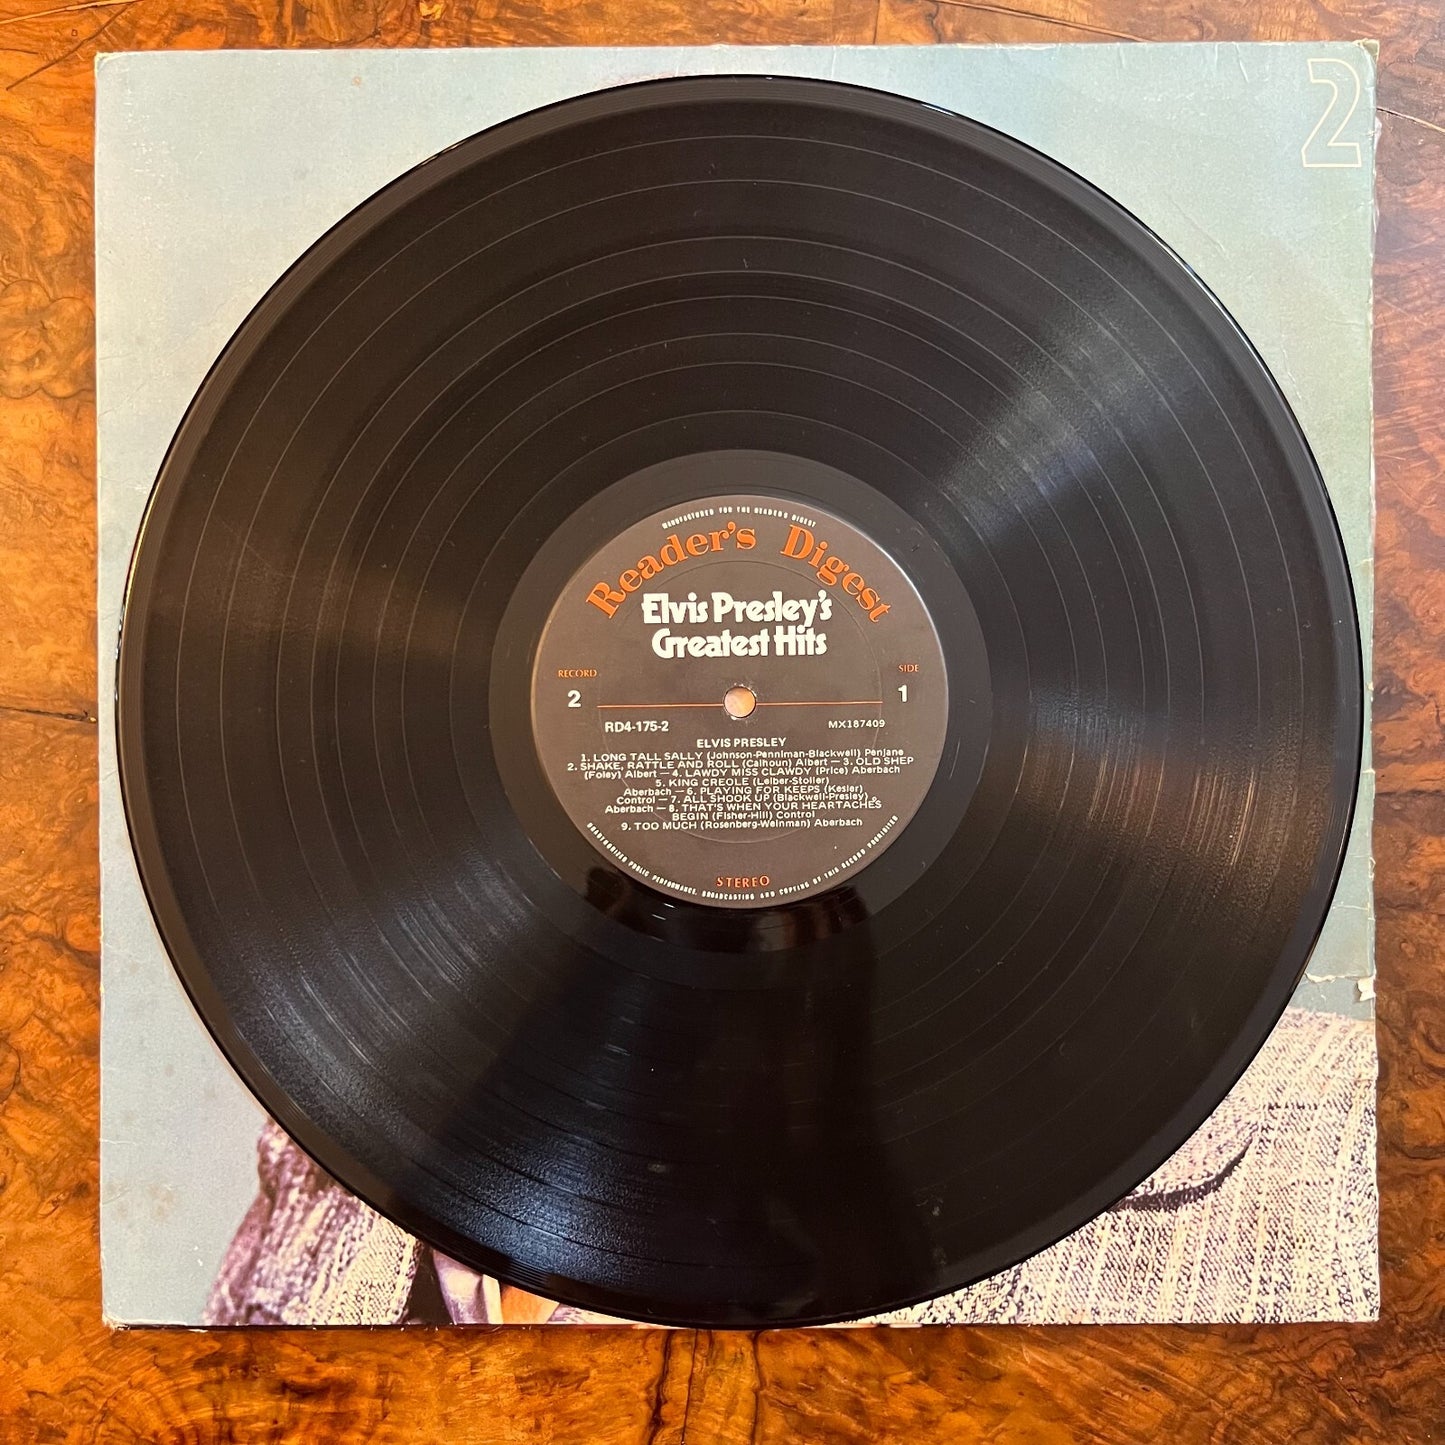 2
MANUFACTURED FOR THE READERS DIGEST
Reader's Digest
Elvis Presley's
Greatest Hits
RECORD
2
SIDE
1
RD4-175-2
MX187409
ELVIS PRESLEY
1. LONG TALL SALLY (Johnson-Penniman-Blackwell) Penjane
2. SHAKE, RATTLE AND ROLL (Calhoun) Albert — 3. OLD SHEP
(Foley) Albert — 4. LAWDY MISS CLAWDY (Price) Aberbach
5. KING CREOLE (Leiber-Stoller)
Aberbach — 6. PLAYING FOR KEEPS (Kesler)
Control — 7. ALL SHOOK UP (Blackwell-Presley)
Aberbach — 8. THAT'S WHEN YOUR HEARTACHES
BEGIN (Fisher-Hill) Control
9. TOO MUCH (Rosenberg-Weinman) Aberbach
STEREO
UNAUTHORIZED PUBLIC PERFORMANCE, BROADCASTING AND COPYING OF THIS RECORD PROHIBITED